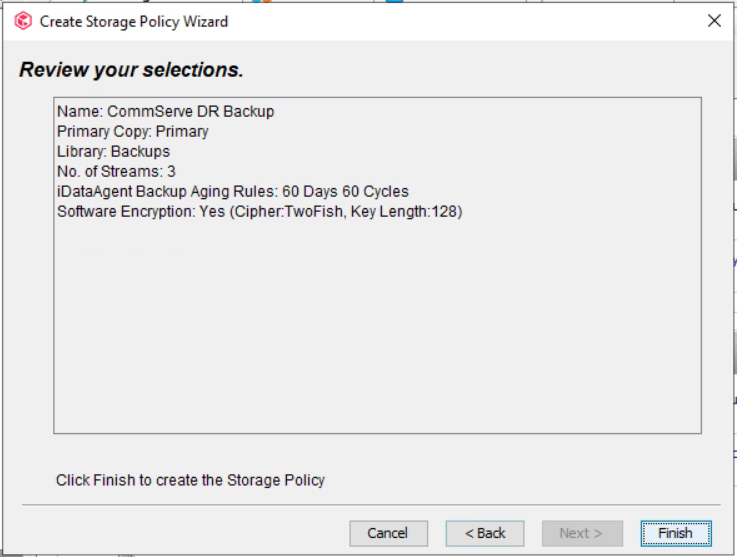 Create Storage Policy Wizard
Review your selections.
Name: CommServe DR Backup
Primary Copy: Primary
Library: Backups
No. of Streams: 3
iDataAgent Backup Aging Rules: 60 Days 60 Cycles
Software Encryption: Yes (Cipher:TwoFish, Key Length:128)
Click Finish to create the Storage Policy
Cancel
< Back
Next >
Finish